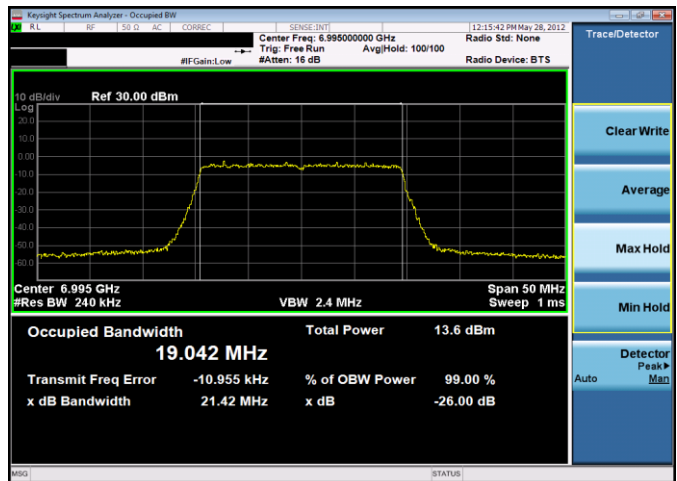 Keysight Spectrum Analyzer - Occupied BW
RL RF 50 Ω AC CORREC SENSE:INT 12:15:42 PM May 28, 2012
Center Freq: 6.995000000 GHz Radio Std: None
Trig: Free Run Avg|Hold: 100/100
#IFGain:Low #Atten: 16 dB Radio Device: BTS
Trace/Detector
10 dB/div Ref 30.00 dBm
Log
20.0
10.0
0.00
-10.0
-20.0
-30.0
-40.0
-50.0
-60.0
Center 6.995 GHz Span 50 MHz
#Res BW 240 kHz VBW 2.4 MHz Sweep 1 ms
Occupied Bandwidth Total Power 13.6 dBm
19.042 MHz
Transmit Freq Error -10.955 kHz % of OBW Power 99.00 %
x dB Bandwidth 21.42 MHz x dB -26.00 dB
Clear Write
Average
Max Hold
Min Hold
Detector
Peak▶
Auto Man
MSG STATUS